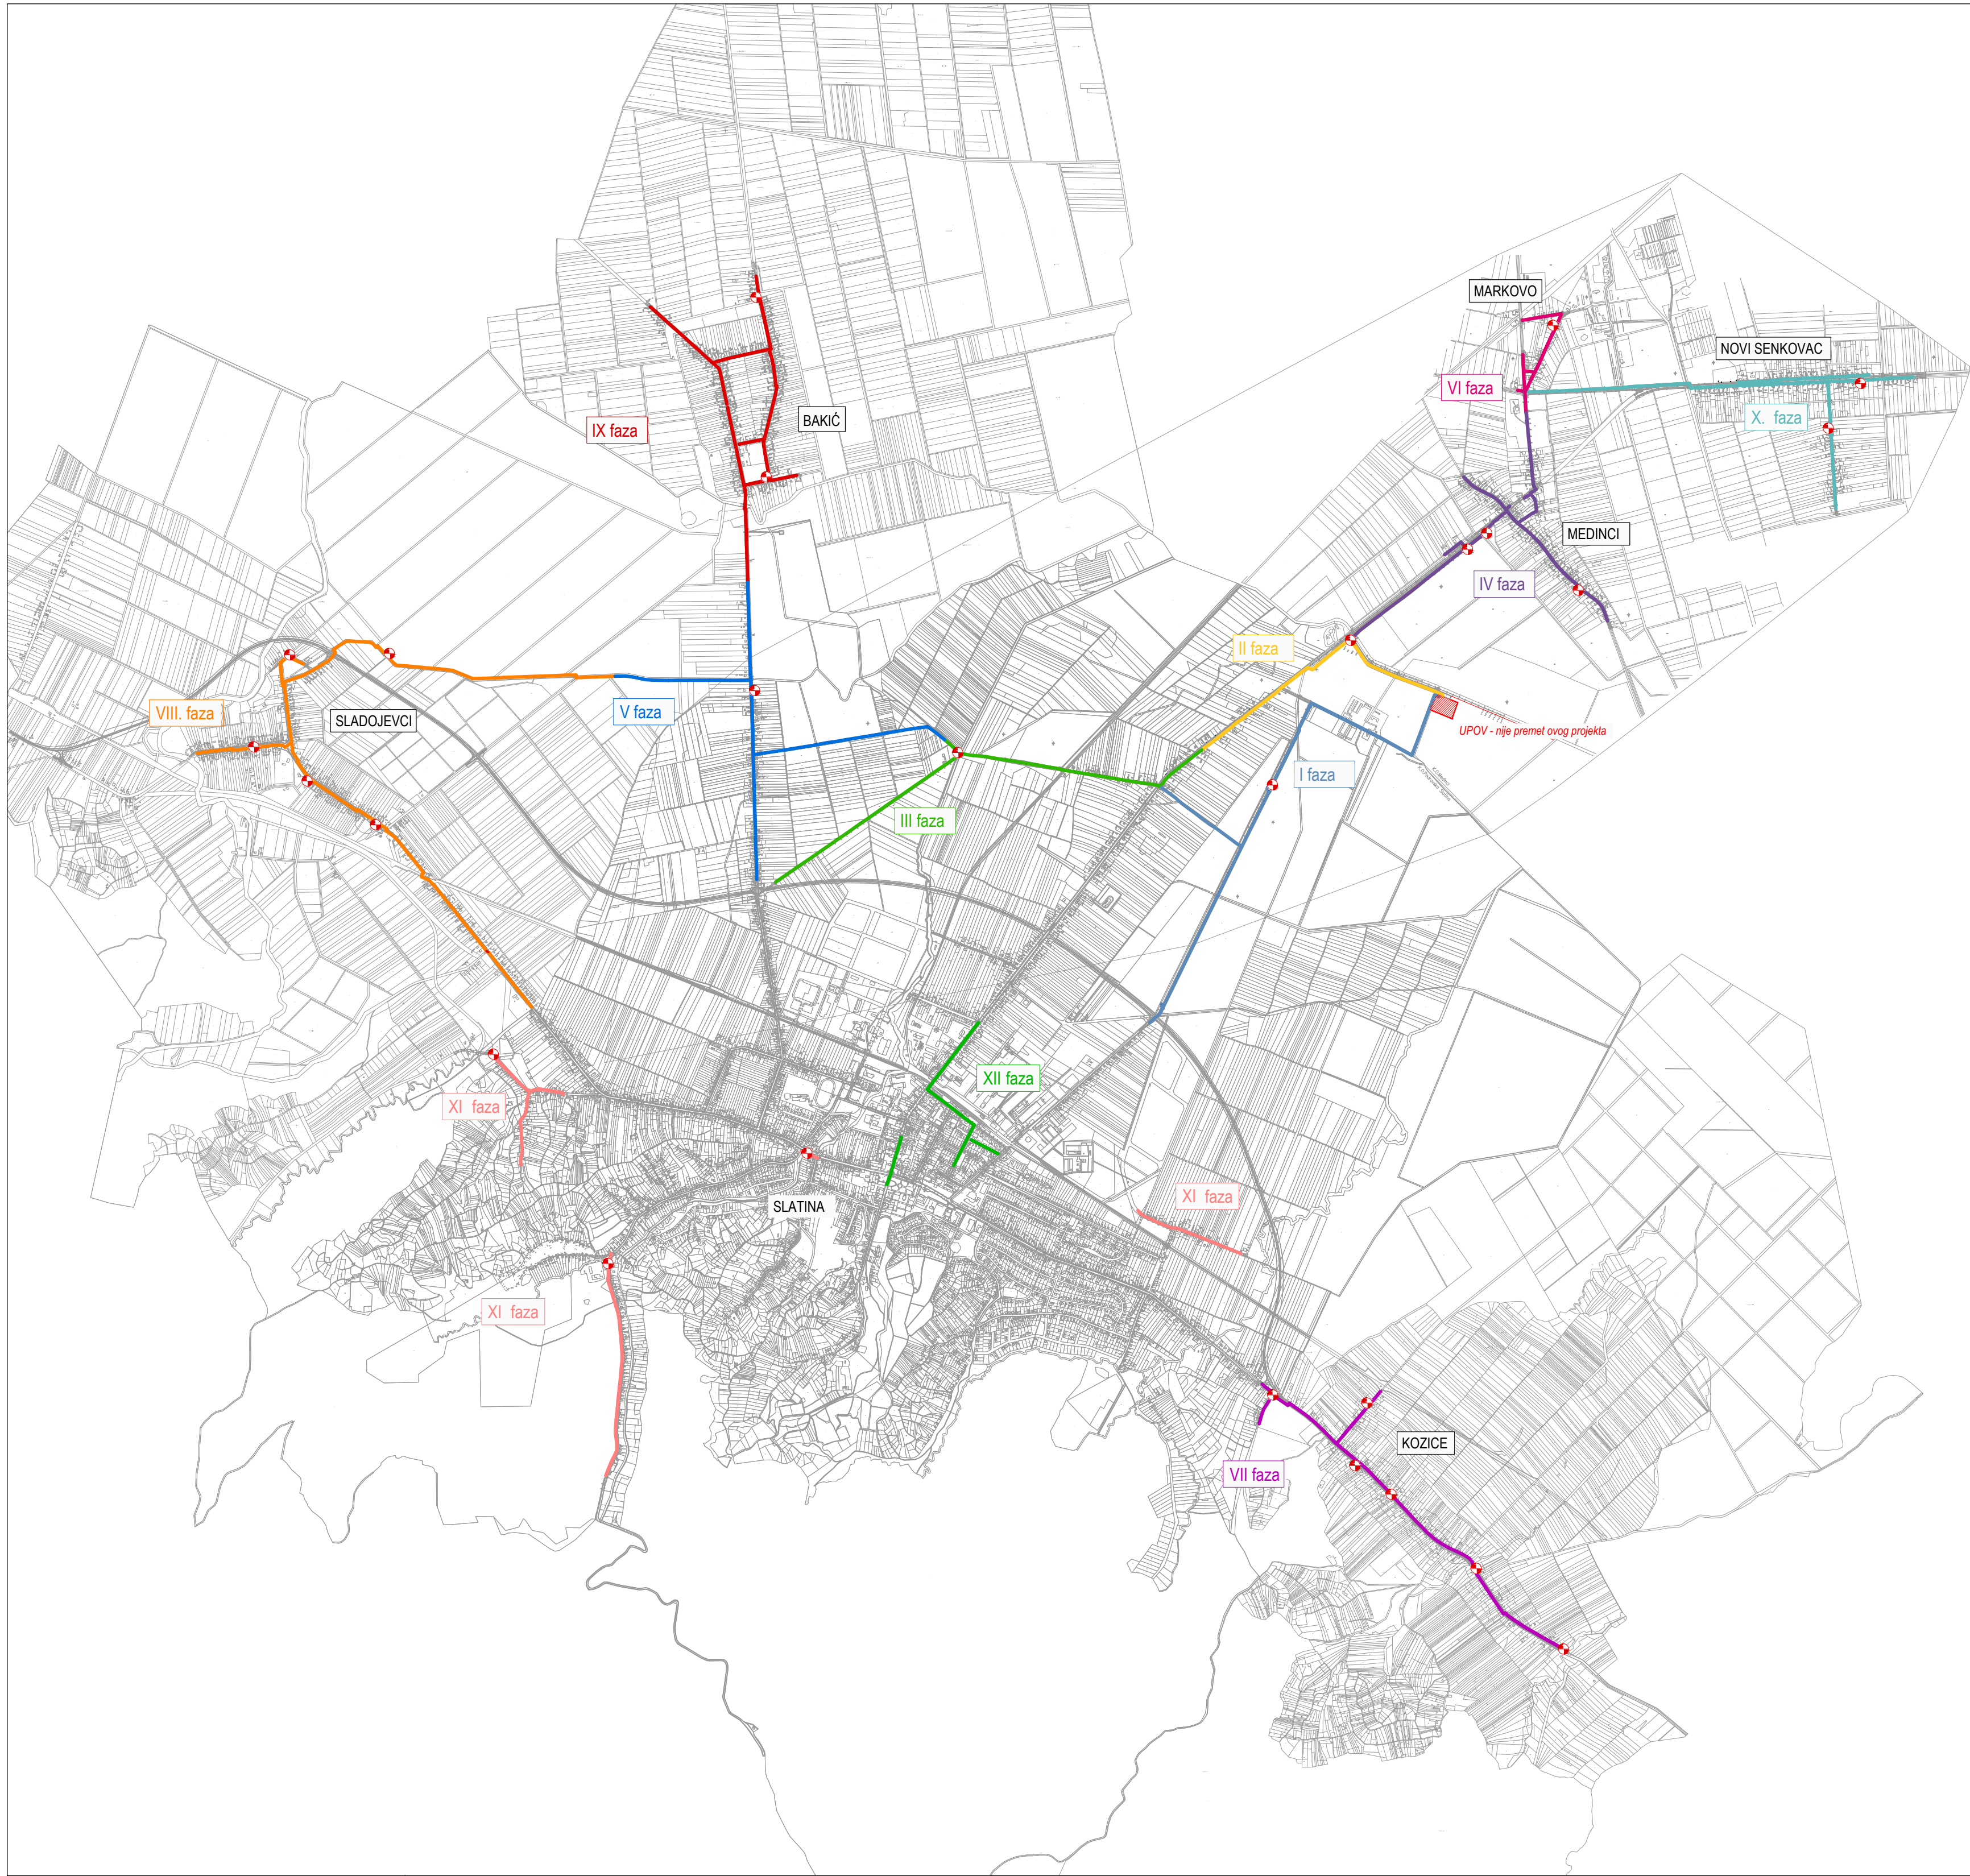 MARKOVO
NOVI SENKOVAC
VI faza
X. faza
IX faza
BAKIĆ
MEDINCI
IV faza
II faza
VIII. faza
SLADOJEVCI
V faza
UPOV - nije premet ovog projekta
I faza
III faza
XII faza
XI faza
XI faza
SLATINA
XI faza
KOZICE
VII faza